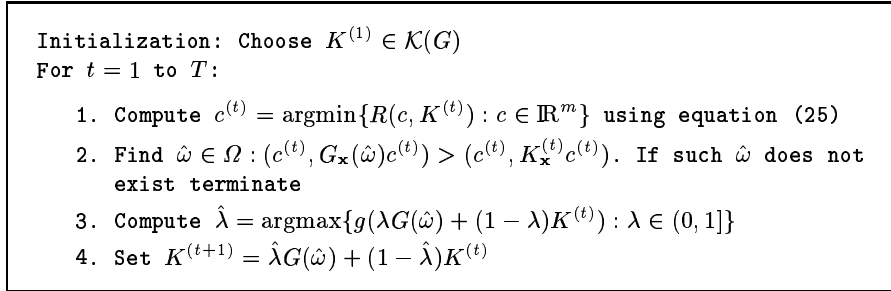 Initialization: Choose K^{(1)} ∈ 𝒦(G)
For t = 1 to T:
1. Compute c^{(t)} = argmin{R(c, K^{(t)}) : c ∈ ℝ^m} using equation (25)
2. Find ω̂ ∈ Ω : (c^{(t)}, G_𝐱(ω̂)c^{(t)}) > (c^{(t)}, K_𝐱^{(t)}c^{(t)}). If such ω̂ does not
exist terminate
3. Compute λ̂ = argmax{g(λG(ω̂) + (1 − λ)K^{(t)}) : λ ∈ (0, 1]}
4. Set K^{(t+1)} = λ̂G(ω̂) + (1 − λ̂)K^{(t)}